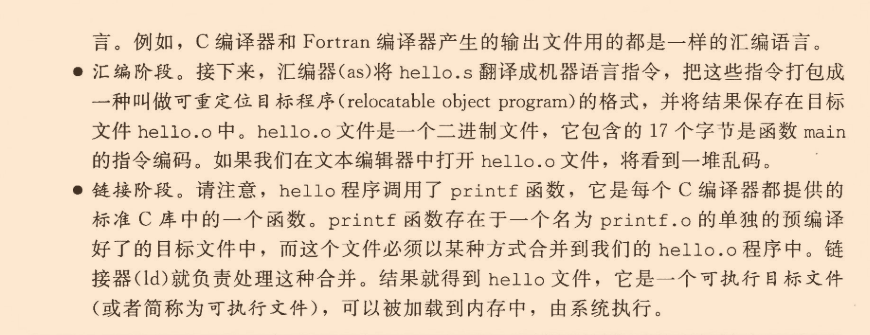 言。例如，C 编译器和 Fortran 编译器产生的输出文件用的都是一样的汇编语言。
● 汇编阶段。接下来，汇编器(as)将 hello.s 翻译成机器语言指令，把这些指令打包成
一种叫做可重定位目标程序(relocatable object program)的格式，并将结果保存在目标
文件 hello.o 中。hello.o 文件是一个二进制文件，它包含的 17 个字节是函数 main
的指令编码。如果我们在文本编辑器中打开 hello.o 文件，将看到一堆乱码。
● 链接阶段。请注意，hello 程序调用了 printf 函数，它是每个 C 编译器都提供的
标准 C 库中的一个函数。printf 函数存在于一个名为 printf.o 的单独的预编译
好了的目标文件中，而这个文件必须以某种方式合并到我们的 hello.o 程序中。链
接器(ld)就负责处理这种合并。结果就得到 hello 文件，它是一个可执行目标文件
(或者简称为可执行文件)，可以被加载到内存中，由系统执行。